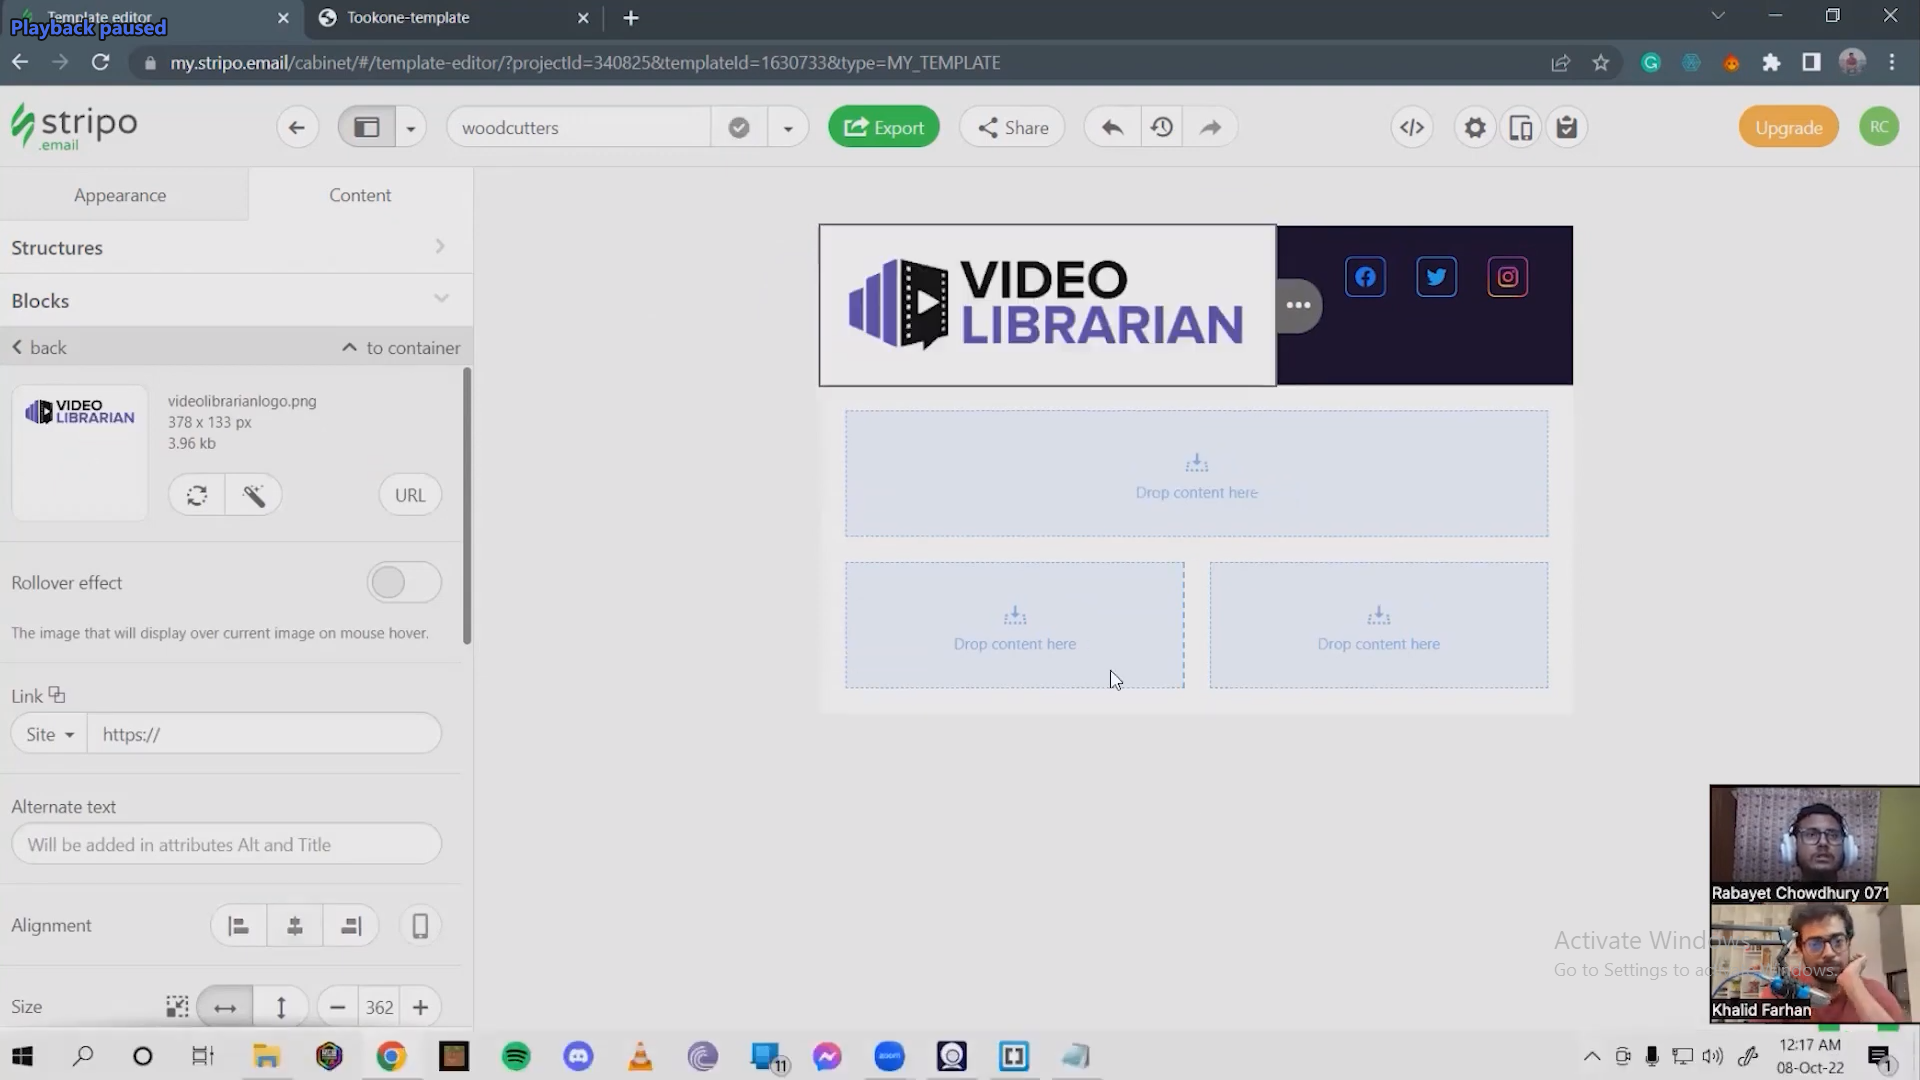 Template editor
Tookone-template
Playback paused
my.stripo.email/cabinet/#/template-editor/?projectId=340825&templateId=1630733&type=MY_TEMPLATE
stripo
.email
woodcutters
Export
Share
Upgrade
RC
Appearance
Content
Structures
Blocks
back
to container
VIDEO
LIBRARIAN
videolibrarianlogo.png
378 x 133 px
3.96 kb
URL
Rollover effect
The image that will display over current image on mouse hover.
Link
Site
https://
Alternate text
Will be added in attributes Alt and Title
Alignment
Size
362
VIDEO
LIBRARIAN
Drop content here
Drop content here
Drop content here
Rabayet Chowdhury 071
Activate Windows
Go to Settings to activate Windows.
Khalid Farhan
11
zoom
12:17 AM
08-Oct-22
1